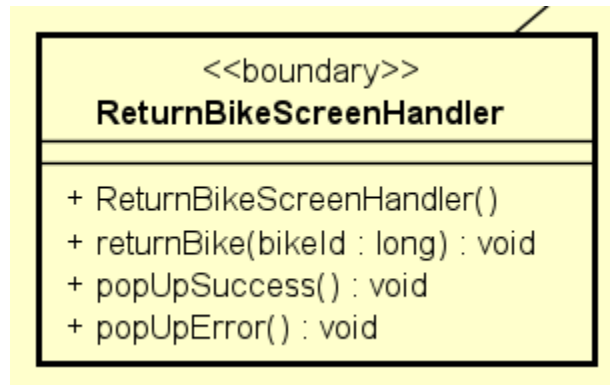 <<boundary>>
ReturnBikeScreenHandler
+ ReturnBikeScreenHandler()
+ returnBike(bikeId : long) : void
+ popUpSuccess() : void
+ popUpError() : void